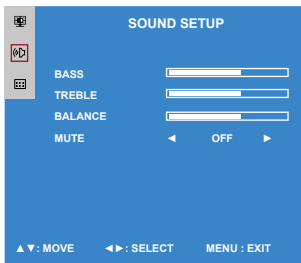 SOUND SETUP
BASS
TREBLE
BALANCE
MUTE ◄ OFF ►
▲▼: MOVE ◄►: SELECT MENU : EXIT